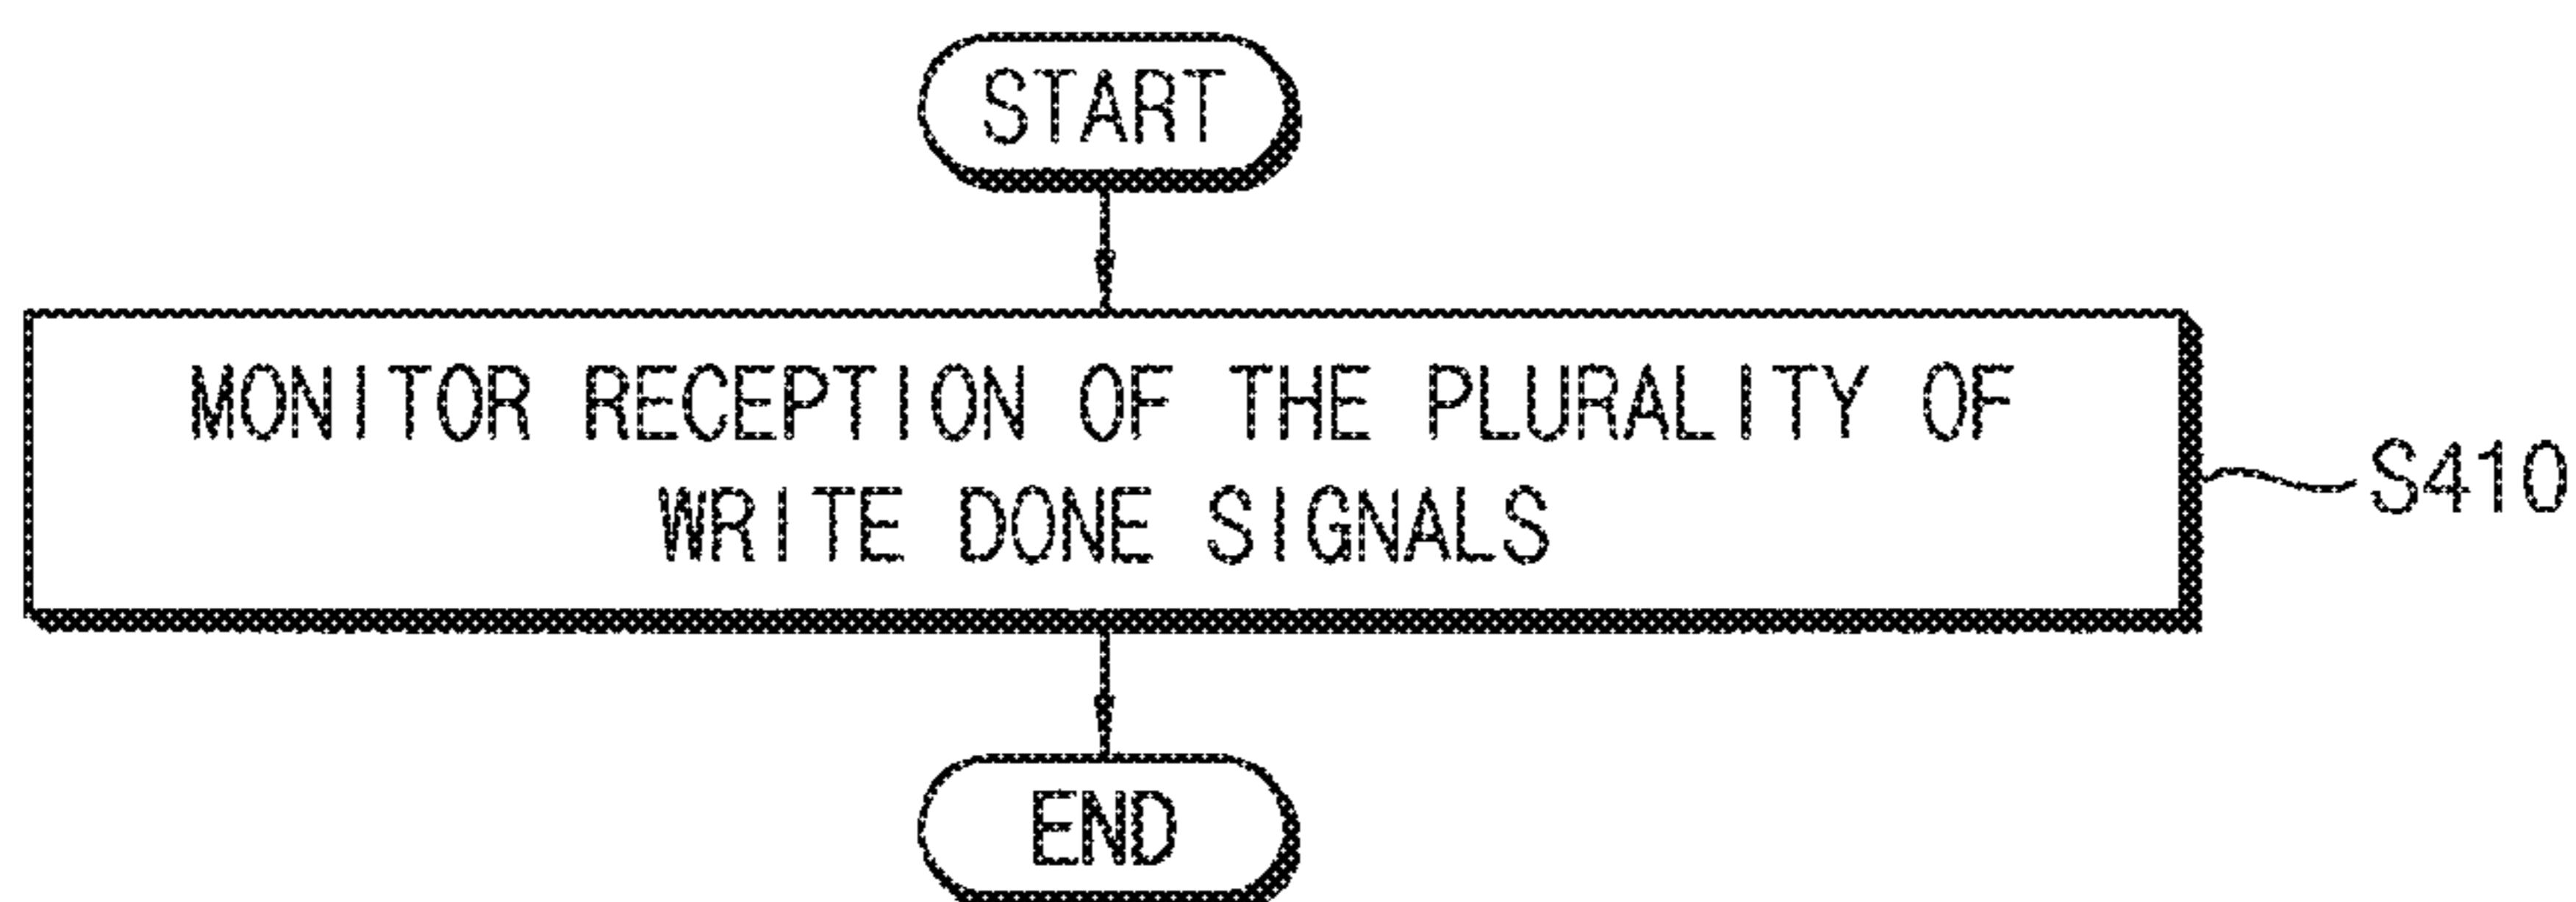 START
MONITOR RECEPTION OF THE PLURALITY OF
WRITE DONE SIGNALS
S410
END